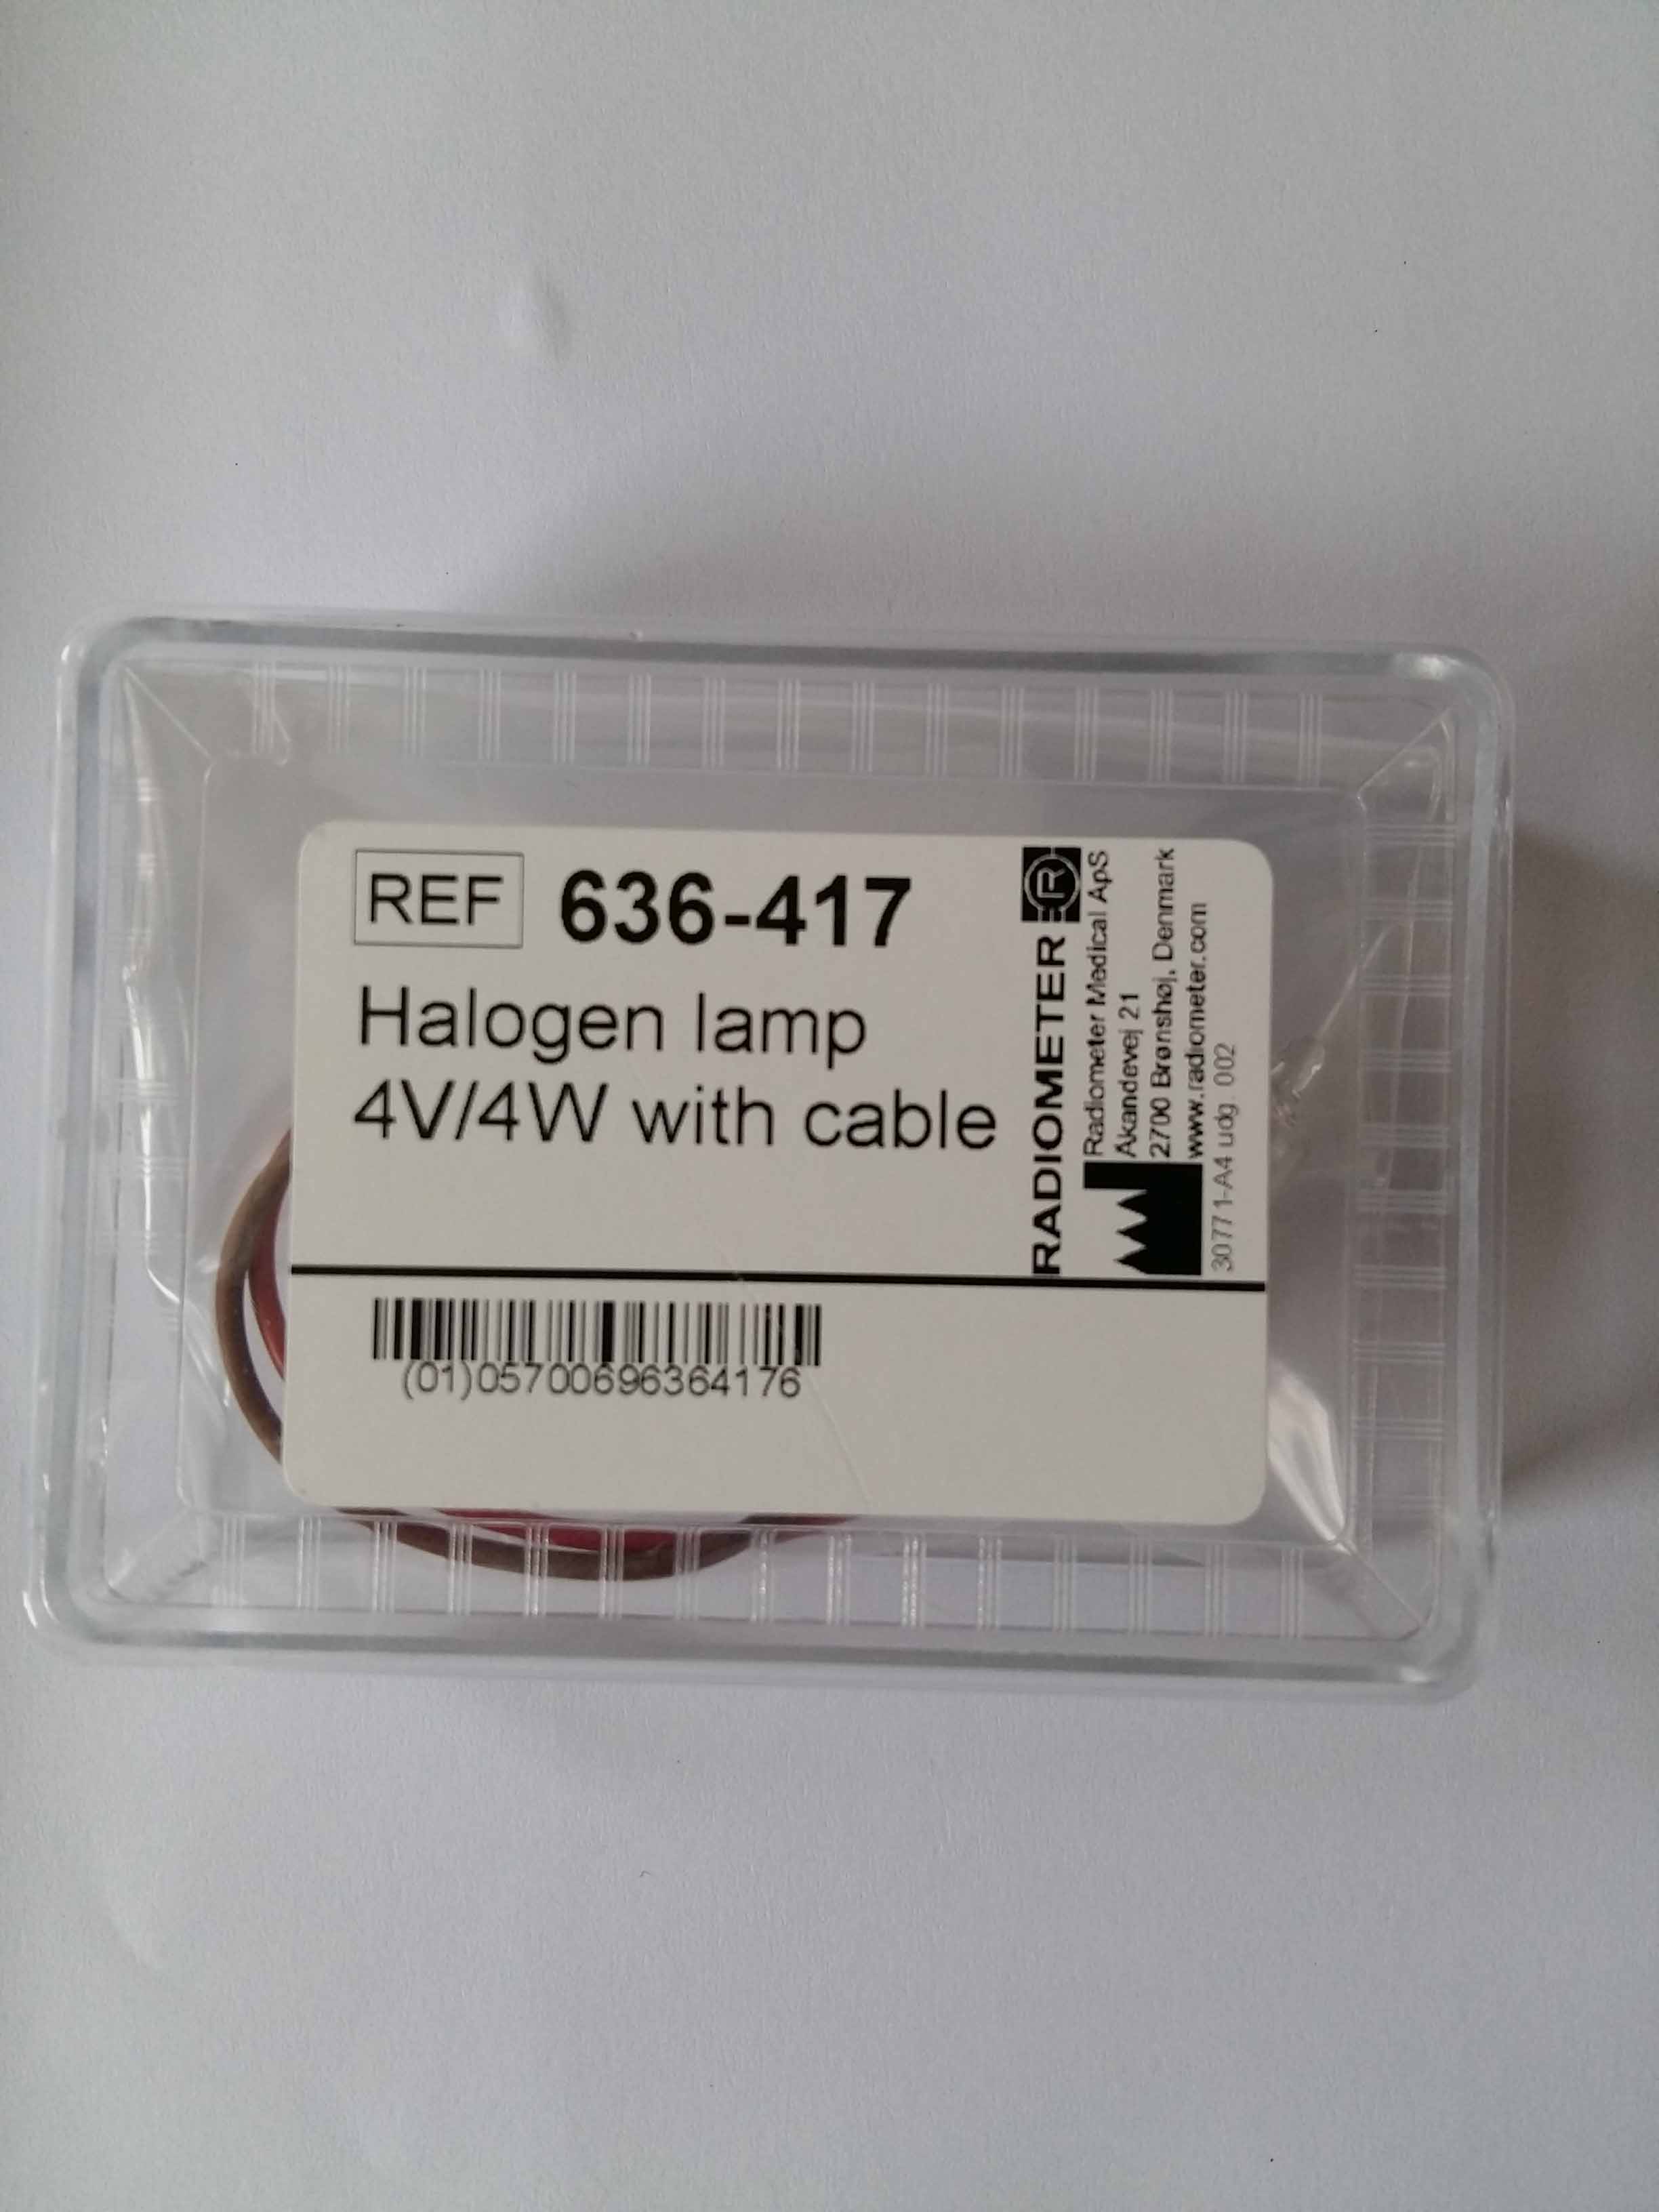 REF 636-417
Halogen lamp
4V/4W with cable
RADIOMETER R
Radiometer Medical ApS
Åkandevej 21
2700 Brønshøj, Denmark
www.radiometer.com
30771-A4 udg. 002
(01)05700696364176